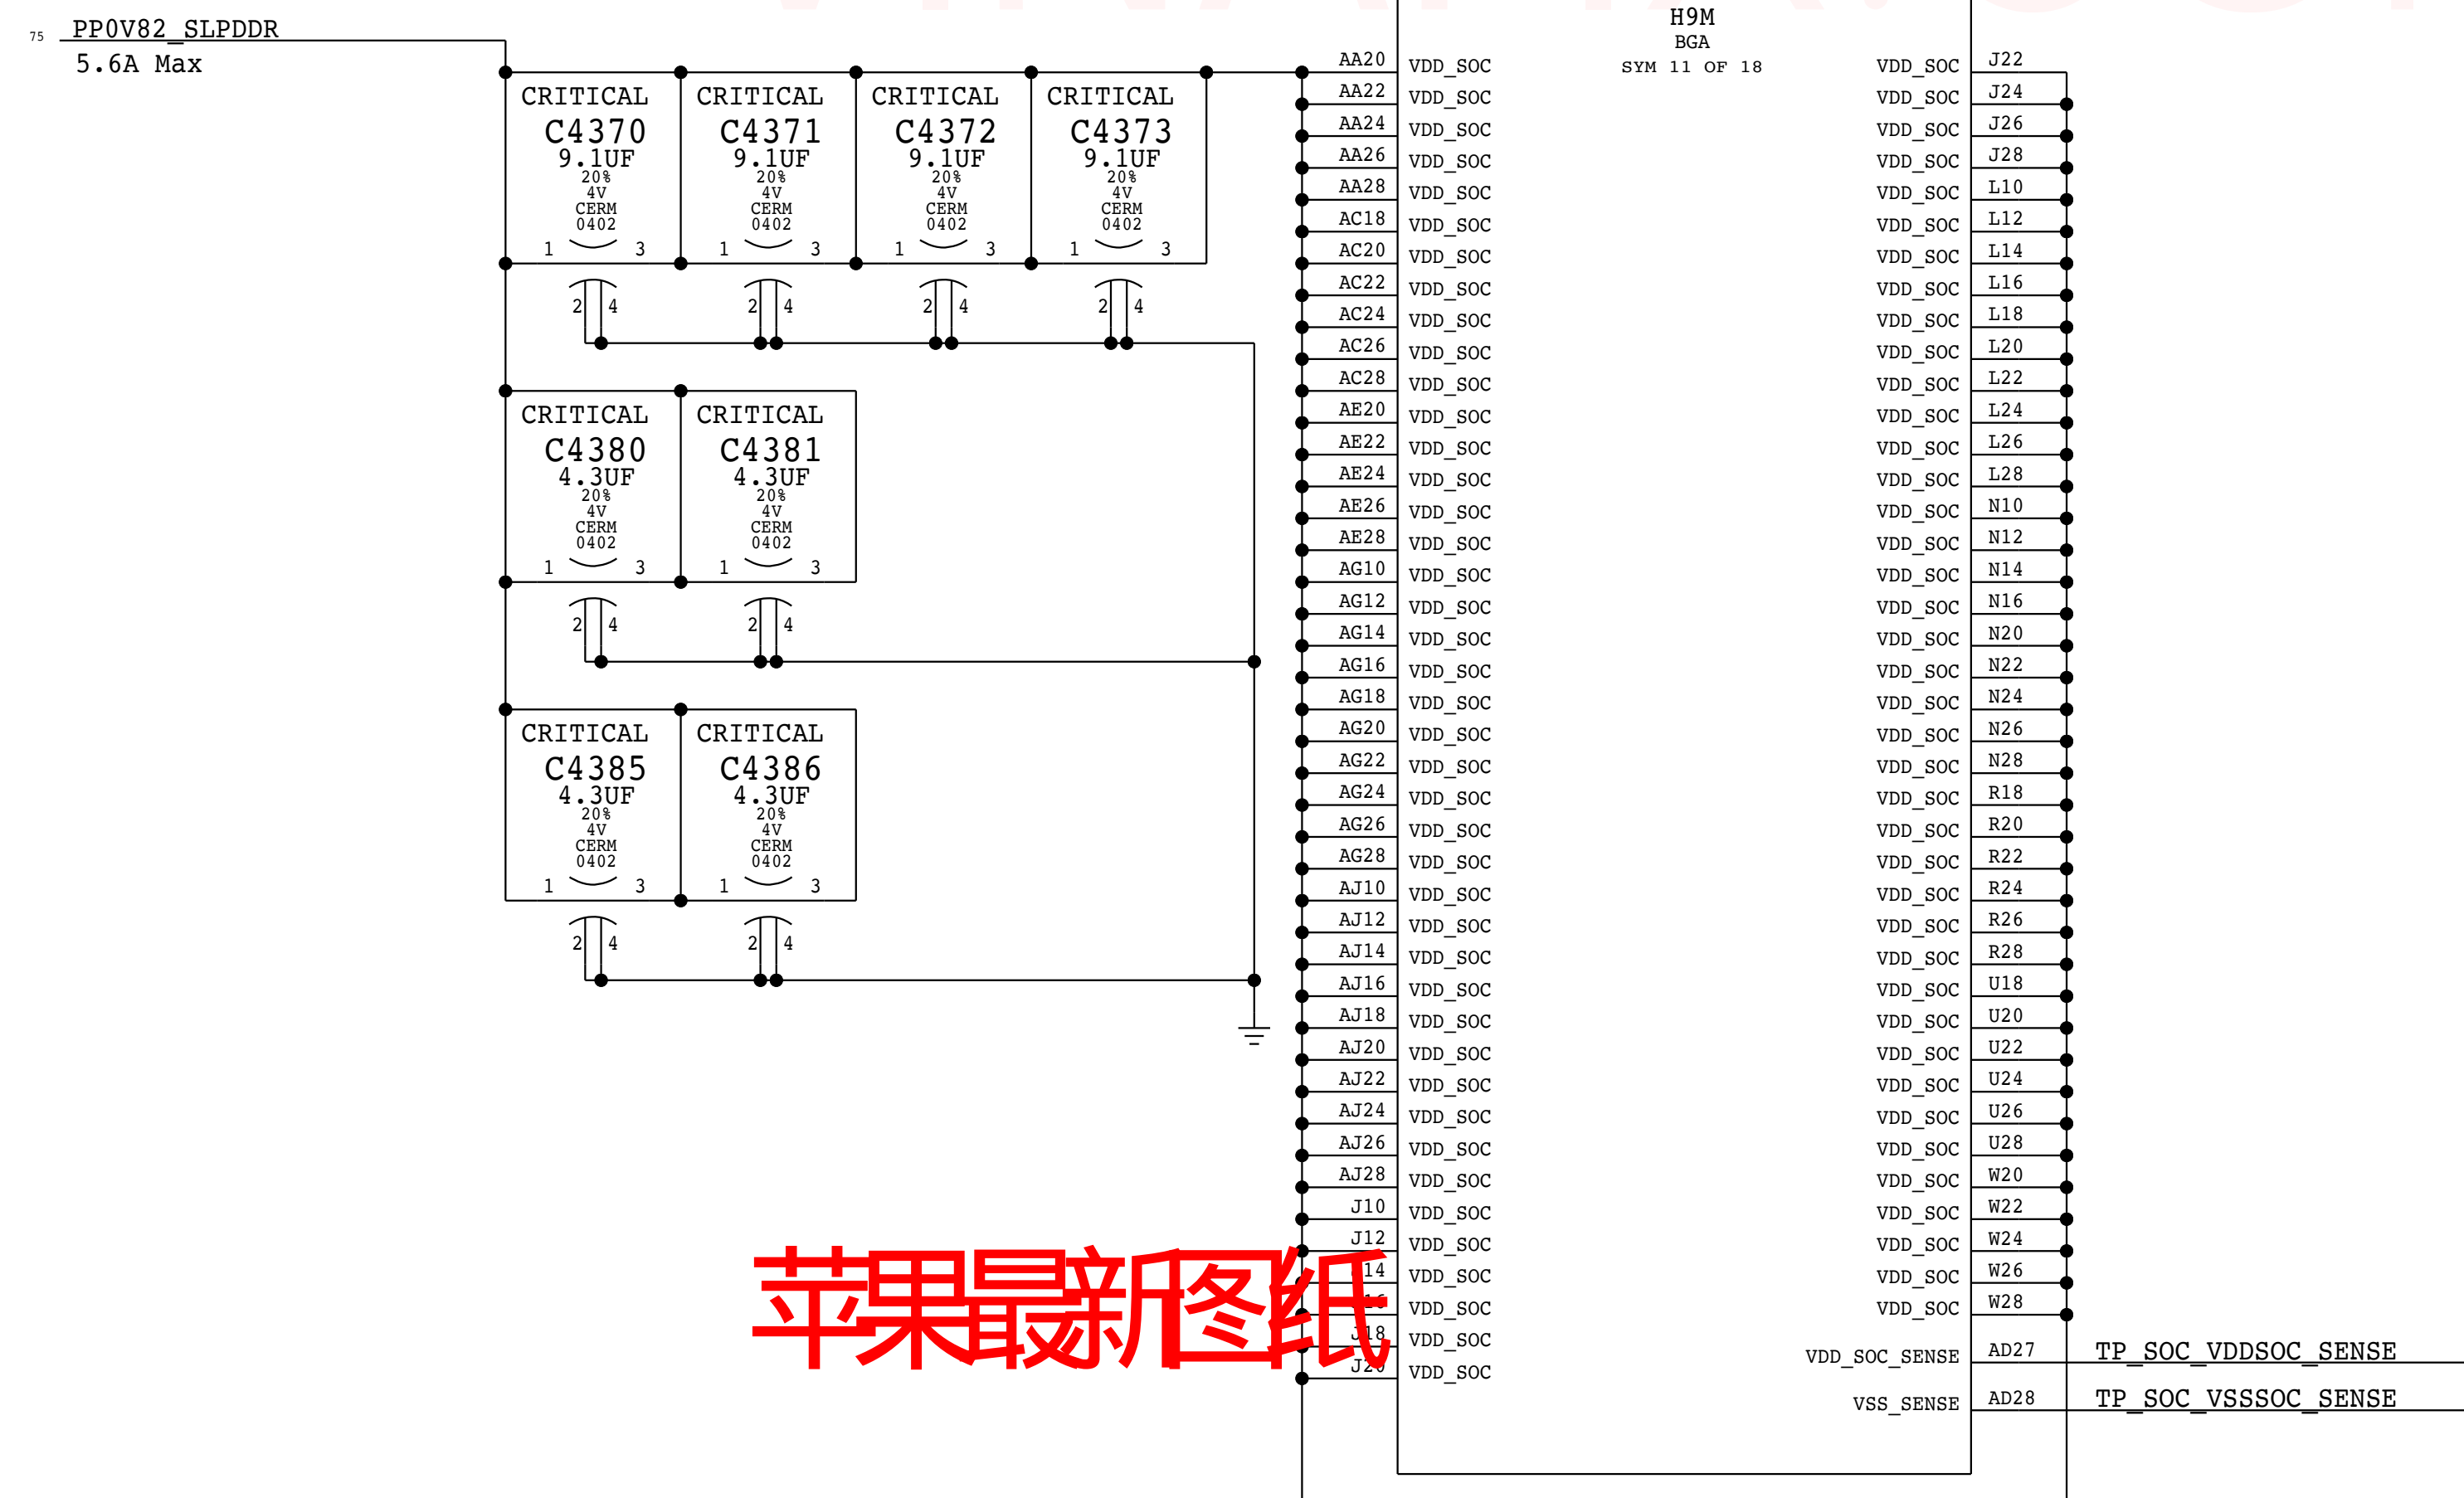 H9M
BGA
SYM 11 OF 18
75 PP0V82_SLPDDR
5.6A Max
CRITICAL CRITICAL CRITICAL CRITICAL
C4370 C4371 C4372 C4373
9.1UF 9.1UF 9.1UF 9.1UF
20% 20% 20% 20%
4V 4V 4V 4V
CERM CERM CERM CERM
0402 0402 0402 0402
1 3 1 3 1 3 1 3
2 4 2 4 2 4 2 4
CRITICAL CRITICAL
C4380 C4381
4.3UF 4.3UF
20% 20%
4V 4V
CERM CERM
0402 0402
1 3 1 3
2 4 2 4
CRITICAL CRITICAL
C4385 C4386
4.3UF 4.3UF
20% 20%
4V 4V
CERM CERM
0402 0402
1 3 1 3
2 4 2 4
AA20 VDD_SOC VDD_SOC J22
AA22 VDD_SOC VDD_SOC J24
AA24 VDD_SOC VDD_SOC J26
AA26 VDD_SOC VDD_SOC J28
AA28 VDD_SOC VDD_SOC L10
AC18 VDD_SOC VDD_SOC L12
AC20 VDD_SOC VDD_SOC L14
AC22 VDD_SOC VDD_SOC L16
AC24 VDD_SOC VDD_SOC L18
AC26 VDD_SOC VDD_SOC L20
AC28 VDD_SOC VDD_SOC L22
AE20 VDD_SOC VDD_SOC L24
AE22 VDD_SOC VDD_SOC L26
AE24 VDD_SOC VDD_SOC L28
AE26 VDD_SOC VDD_SOC N10
AE28 VDD_SOC VDD_SOC N12
AG10 VDD_SOC VDD_SOC N14
AG12 VDD_SOC VDD_SOC N16
AG14 VDD_SOC VDD_SOC N20
AG16 VDD_SOC VDD_SOC N22
AG18 VDD_SOC VDD_SOC N24
AG20 VDD_SOC VDD_SOC N26
AG22 VDD_SOC VDD_SOC N28
AG24 VDD_SOC VDD_SOC R18
AG26 VDD_SOC VDD_SOC R20
AG28 VDD_SOC VDD_SOC R22
AJ10 VDD_SOC VDD_SOC R24
AJ12 VDD_SOC VDD_SOC R26
AJ14 VDD_SOC VDD_SOC R28
AJ16 VDD_SOC VDD_SOC U18
AJ18 VDD_SOC VDD_SOC U20
AJ20 VDD_SOC VDD_SOC U22
AJ22 VDD_SOC VDD_SOC U24
AJ24 VDD_SOC VDD_SOC U26
AJ26 VDD_SOC VDD_SOC U28
AJ28 VDD_SOC VDD_SOC W20
J10 VDD_SOC VDD_SOC W22
J12 VDD_SOC VDD_SOC W24
J14 VDD_SOC VDD_SOC W26
J16 VDD_SOC VDD_SOC W28
J18 VDD_SOC
J20 VDD_SOC
VDD_SOC_SENSE AD27 TP_SOC_VDDSOC_SENSE
VSS_SENSE AD28 TP_SOC_VSSSOC_SENSE
苹果最新图纸